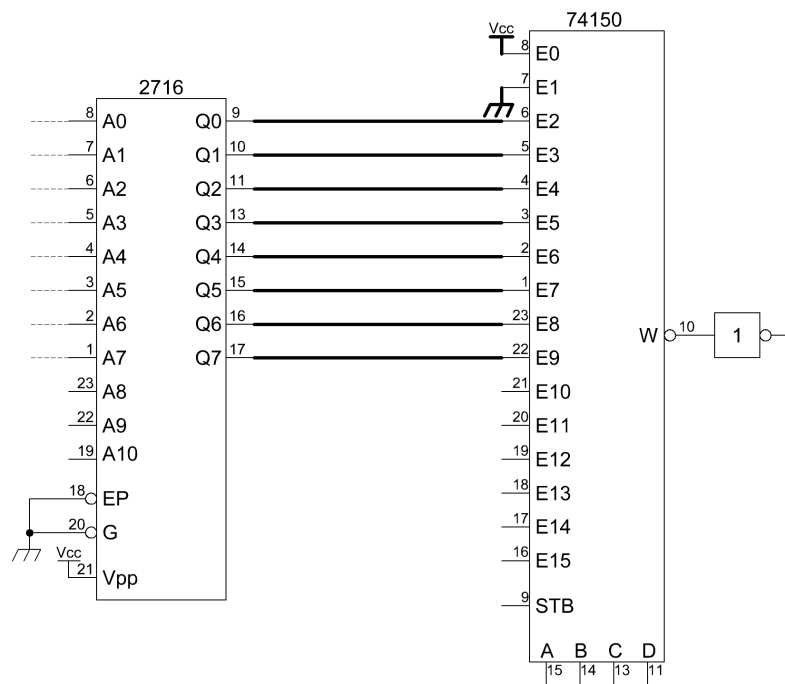 74150
2716
Vcc
8 E0
7 E1
8 A0 Q0 9 6 E2
7 A1 Q1 10 5 E3
6 A2 Q2 11 4 E4
5 A3 Q3 13 3 E5
4 A4 Q4 14 2 E6
3 A5 Q5 15 1 E7
2 A6 Q6 16 23 E8
W 10 1
1 A7 Q7 17 22 E9
23 A8 21 E10
22 A9 20 E11
19 A10 19 E12
18 EP 18 E13
20 G 17 E14
Vcc
16 E15
21 Vpp
9 STB
A B C D
15 14 13 11